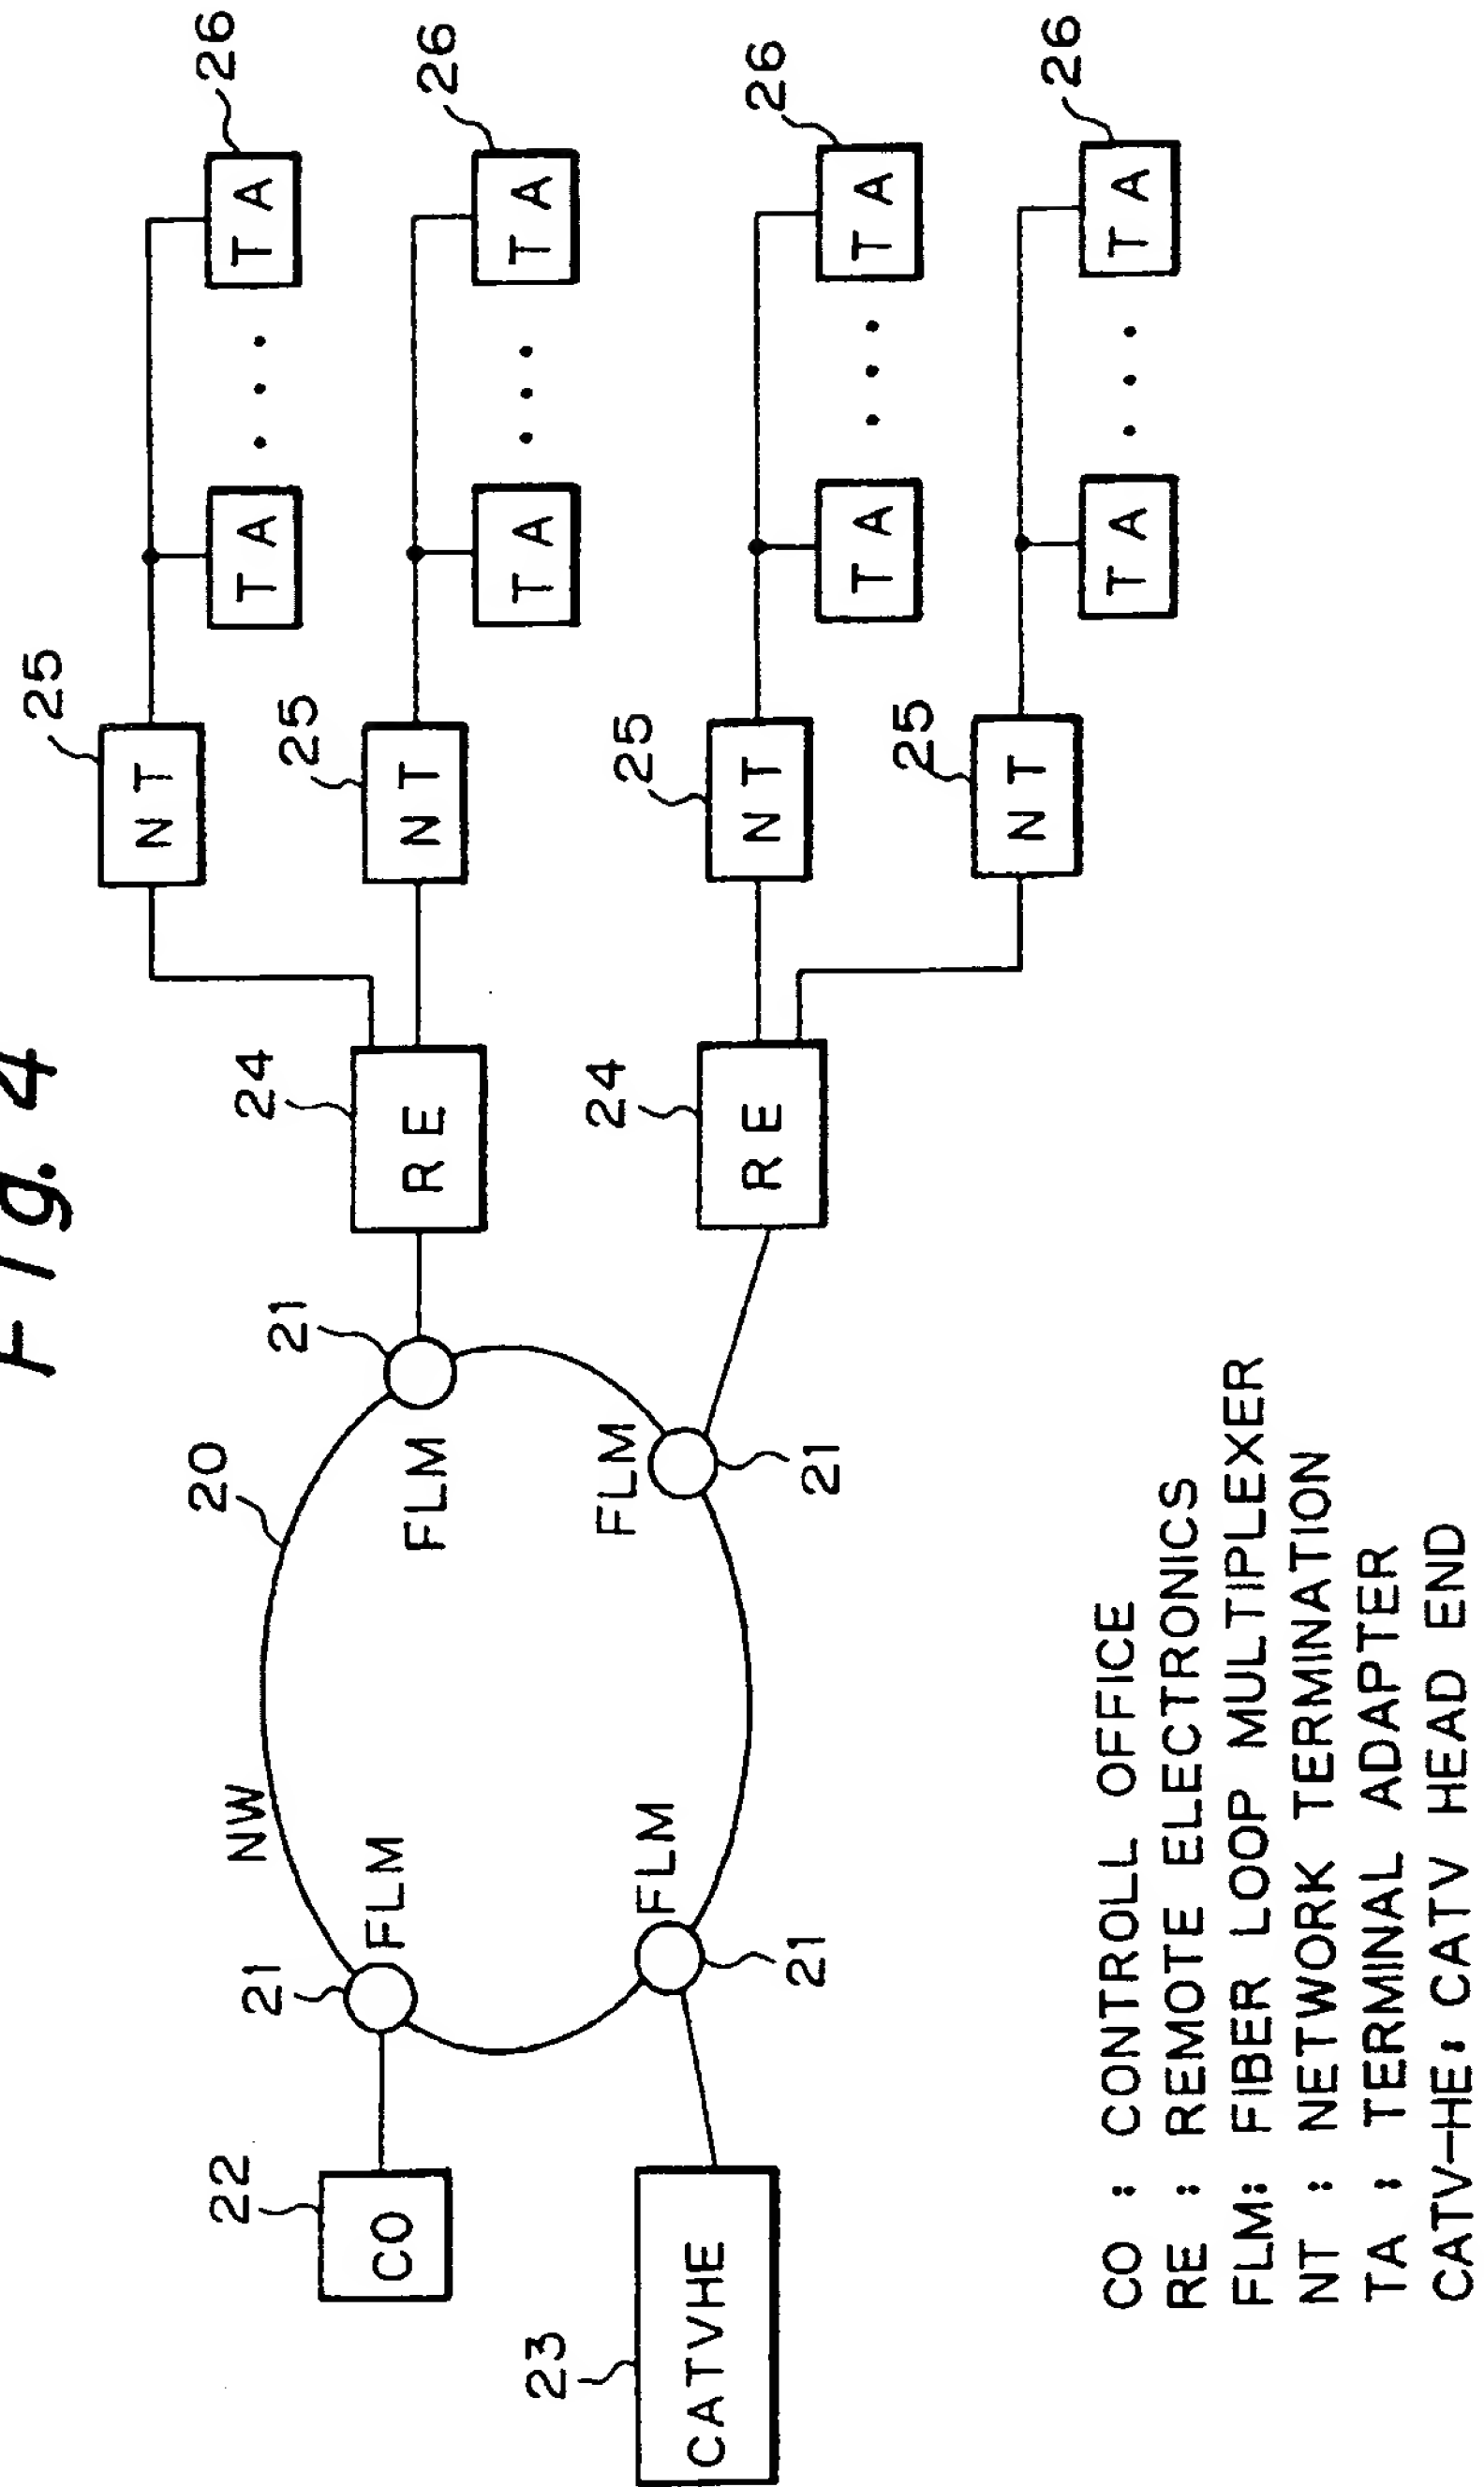 Fig. 4
25
26
NT
TA
TA
25
26
24
NT
TA
TA
20
21
RE
NW
FLM
22
21
FLM
CO
25
26
24
NT
TA
TA
FLM
RE
21
25
26
NT
TA
TA
FLM
21
23
CATVHE
CO : CONTROLL OFFICE
RE : REMOTE ELECTRONICS
FLM: FIBER LOOP MULTIPLEXER
NT : NETWORK TERMINATION
TA : TERMINAL ADAPTER
CATV-HE: CATV HEAD END